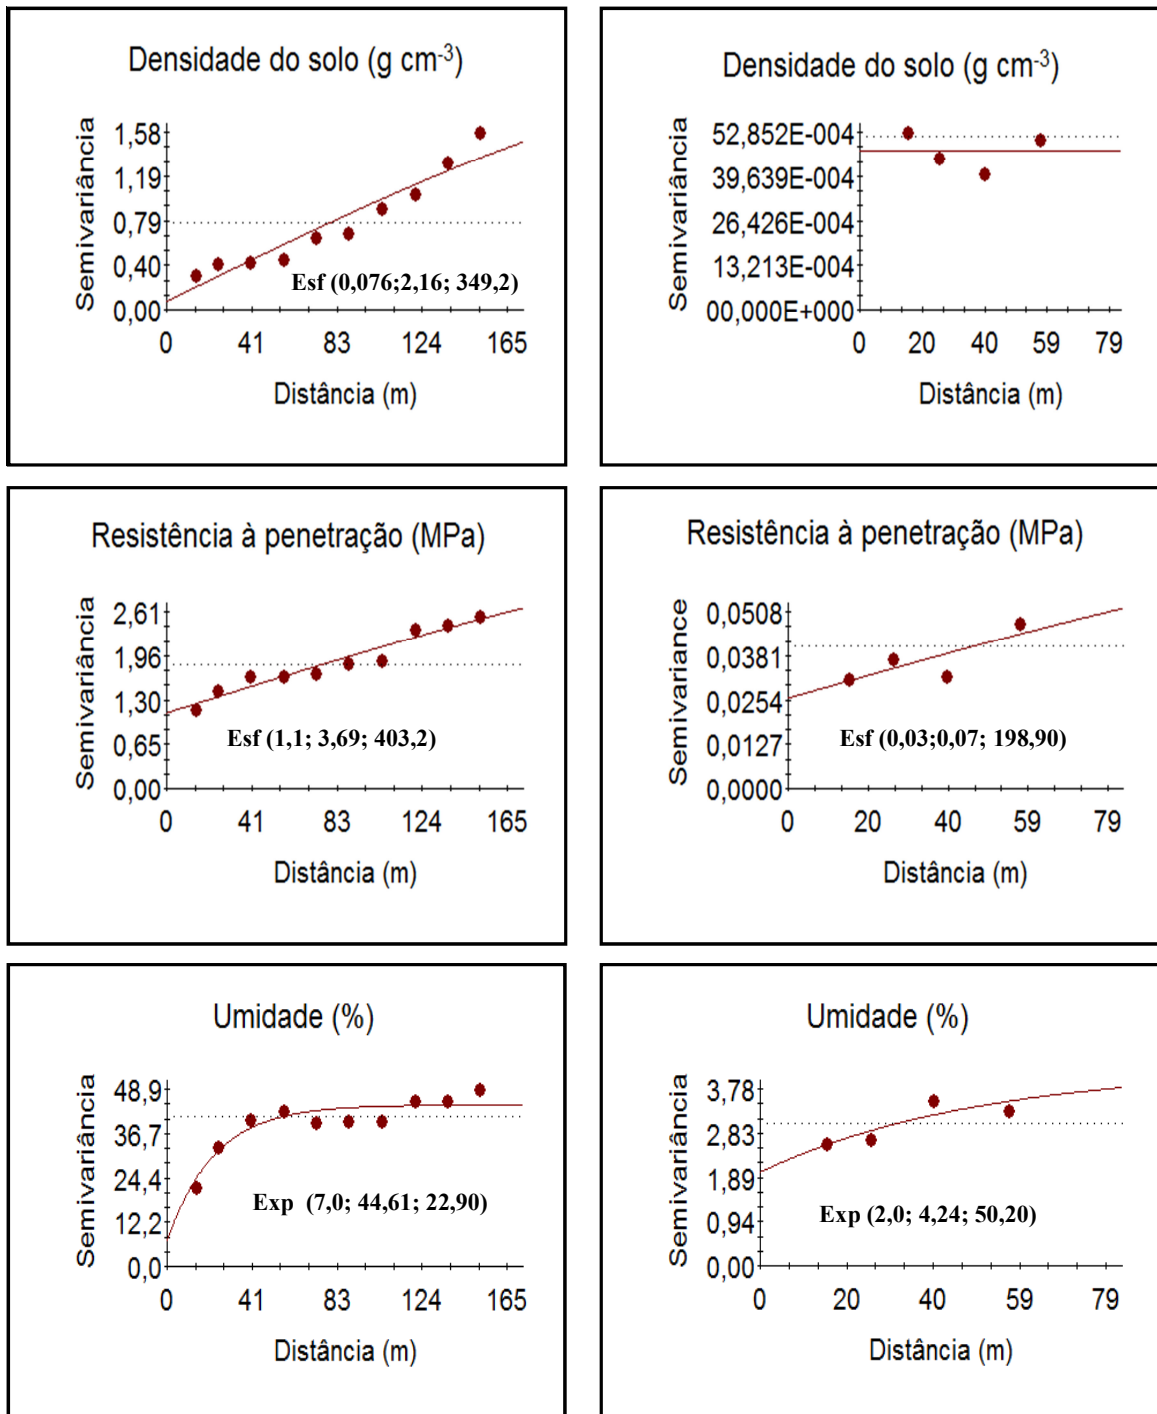 Densidade do solo (g cm-3)
Semivariância
1,58
1,19
0,79
0,40
0,00
Esf (0,076;2,16; 349,2)
0 41 83 124 165
Distância (m)
Densidade do solo (g cm-3)
Semivariância
52,852E-004
39,639E-004
26,426E-004
13,213E-004
00,000E+000
0 20 40 59 79
Distância (m)
Resistência à penetração (MPa)
Semivariância
2,61
1,96
1,30
0,65
0,00
Esf (1,1; 3,69; 403,2)
0 41 83 124 165
Distância (m)
Resistência à penetração (MPa)
Semivariance
0,0508
0,0381
0,0254
0,0127
0,0000
Esf (0,03;0,07; 198,90)
0 20 40 59 79
Distância (m)
Umidade (%)
Semivariância
48,9
36,7
24,4
12,2
0,0
Exp (7,0; 44,61; 22,90)
0 41 83 124 165
Distância (m)
Umidade (%)
Semivariância
3,78
2,83
1,89
0,94
0,00
Exp (2,0; 4,24; 50,20)
0 20 40 59 79
Distância (m)